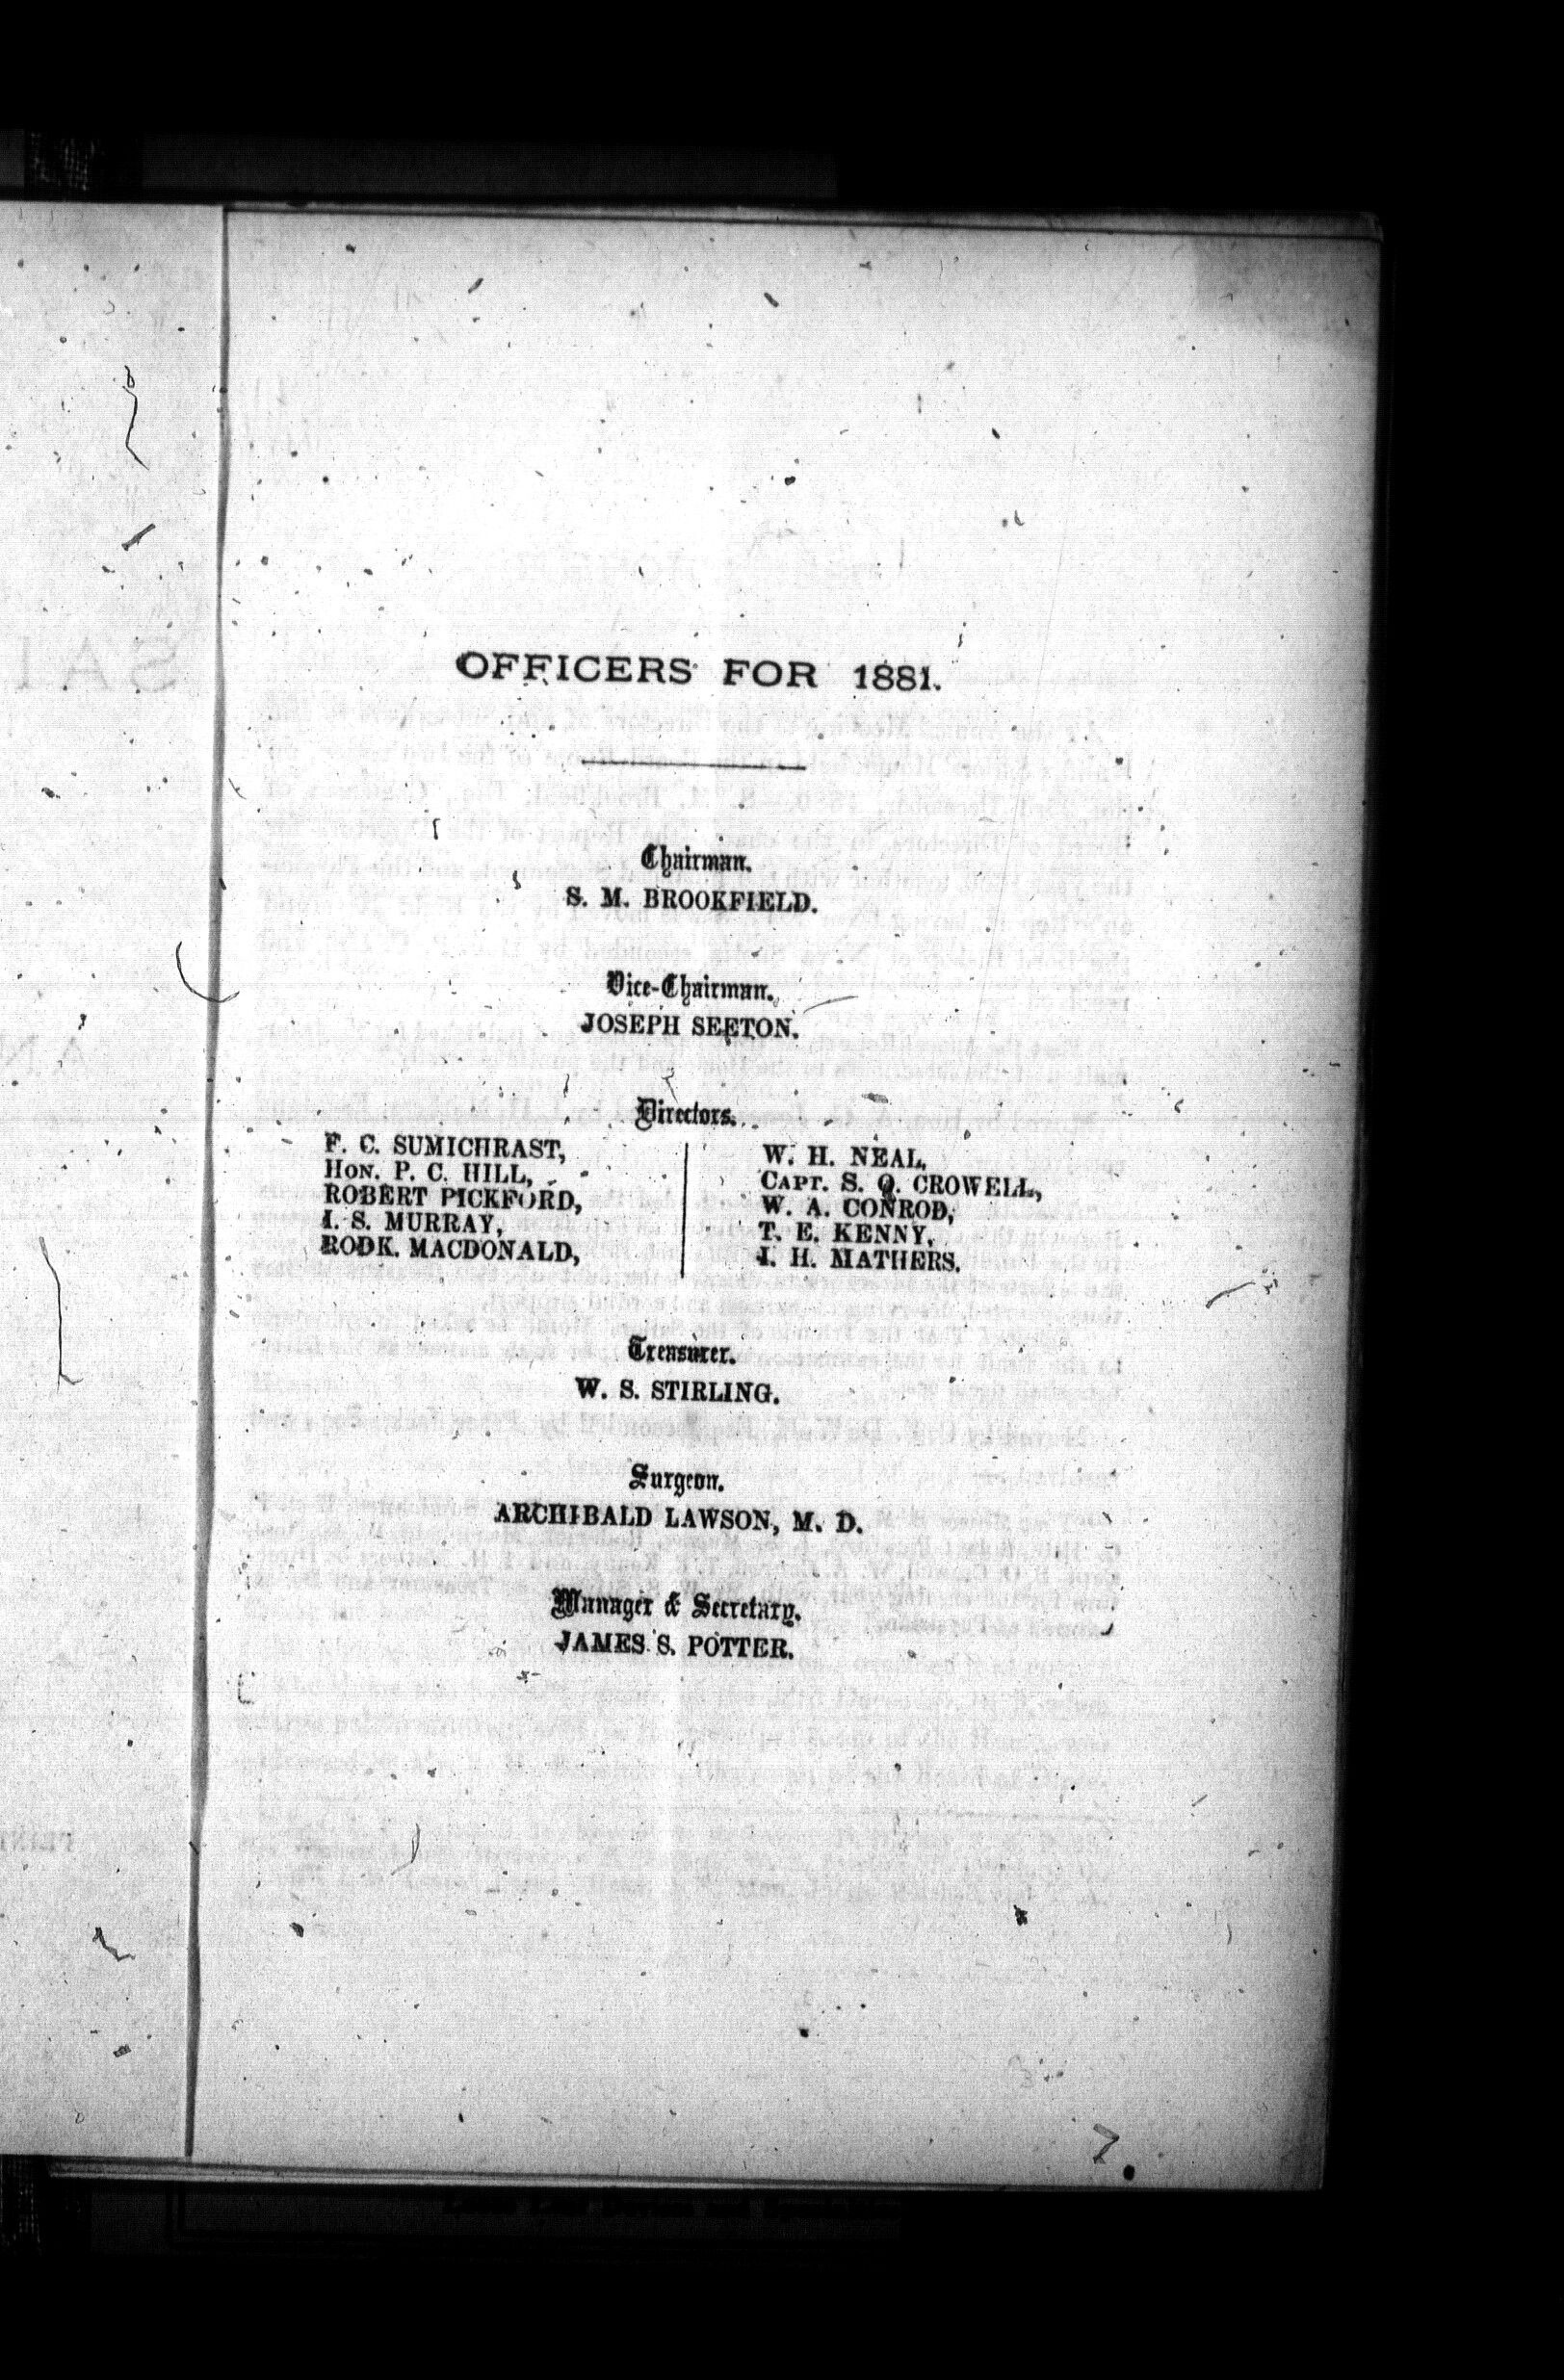 OFFICERS FOR 1881.
Chairman.
S. M. BROOKFIELD.
Vice-Chairman.
JOSEPH SEETON.
Directors.
F. C. SUMICHRAST,
HON. P. C. HILL,
ROBERT PICKFORD,
I. S. MURRAY,
RODK. MACDONALD,
W. H. NEAL,
CAPT. S. O. CROWELL,
W. A. CONROD,
T. E. KENNY,
I. H. MATHERS.
Treasurer.
W. S. STIRLING.
Surgeon.
ARCHIBALD LAWSON, M. D.
Manager & Secretary.
JAMES S. POTTER.
7